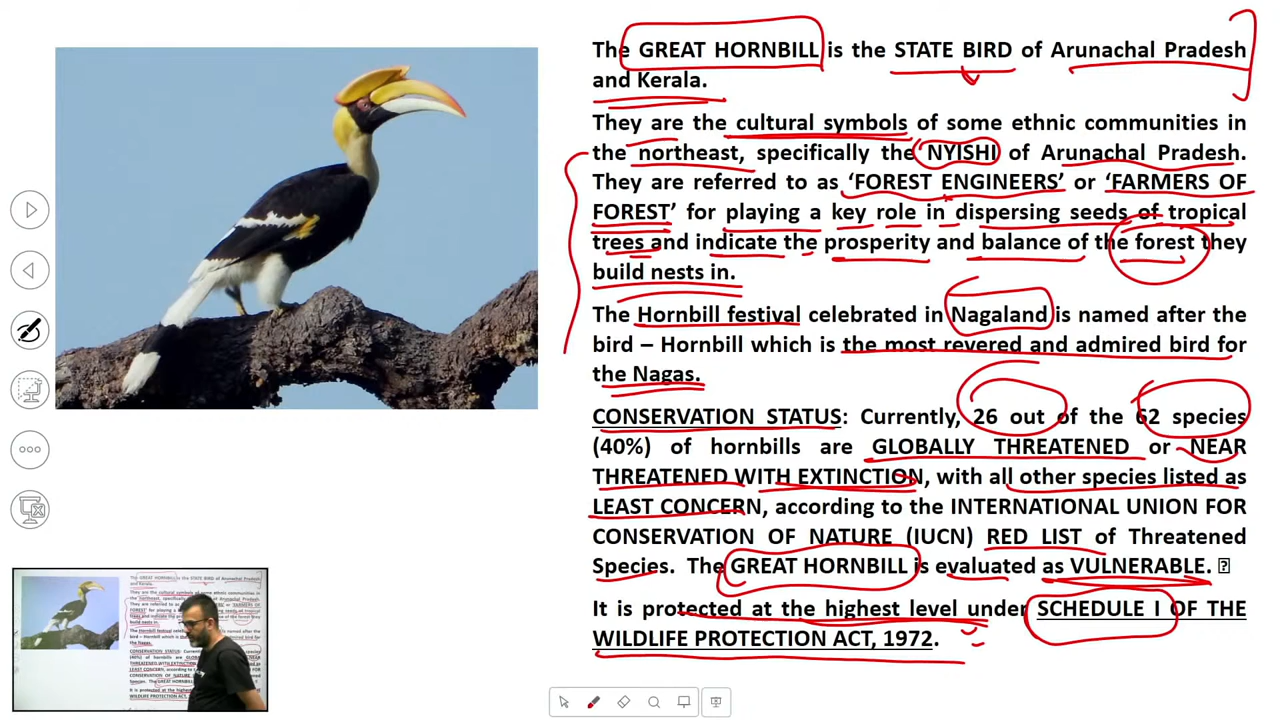 The GREAT HORNBILL is the STATE BIRD of Arunachal Pradesh
and Kerala.
They are the cultural symbols of some ethnic communities in
the northeast, specifically the NYISHI of Arunachal Pradesh.
They are referred to as ‘FOREST ENGINEERS’ or ‘FARMERS OF
FOREST’ for playing a key role in dispersing seeds of tropical
trees and indicate the prosperity and balance of the forest they
build nests in.
The Hornbill festival celebrated in Nagaland is named after the
bird – Hornbill which is the most revered and admired bird for
the Nagas.
CONSERVATION STATUS: Currently, 26 out of the 62 species
(40%) of hornbills are GLOBALLY THREATENED or NEAR
THREATENED WITH EXTINCTION, with all other species listed as
LEAST CONCERN, according to the INTERNATIONAL UNION FOR
CONSERVATION OF NATURE (IUCN) RED LIST of Threatened
Species. The GREAT HORNBILL is evaluated as VULNERABLE.
It is protected at the highest level under SCHEDULE I OF THE
WILDLIFE PROTECTION ACT, 1972.